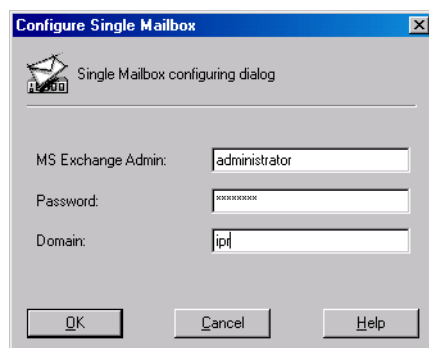 Configure Single Mailbox
Single Mailbox configuring dialog
MS Exchange Admin: administrator
Password: ********
Domain: ipr
OK Cancel Help